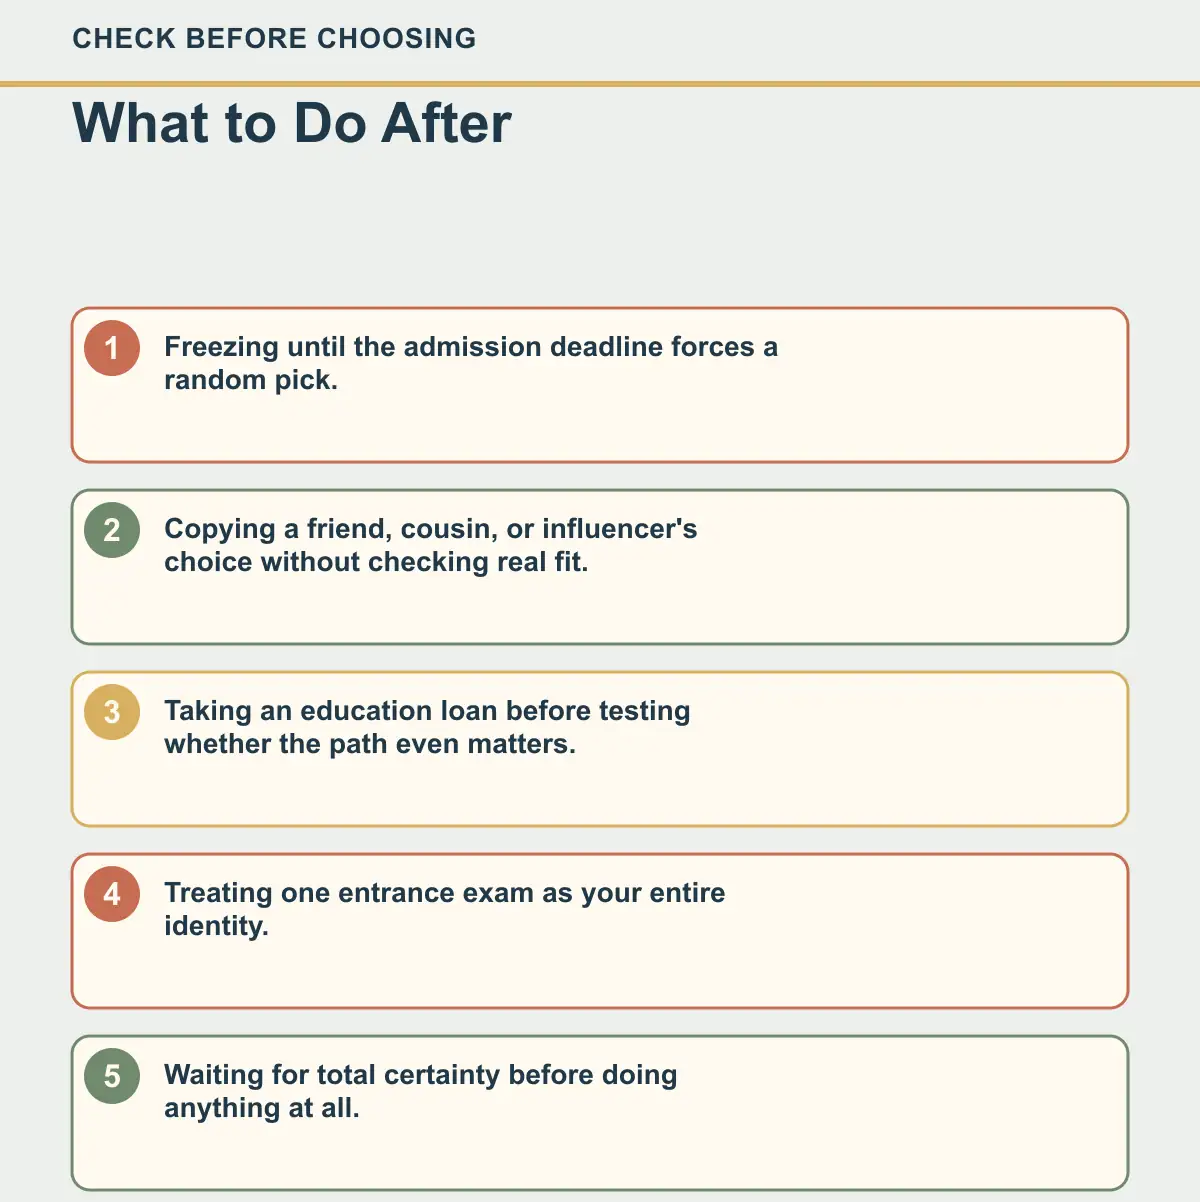 CHECK BEFORE CHOOSING
What to Do After
1
Freezing until the admission deadline forces a
random pick.
2
Copying a friend, cousin, or influencer's
choice without checking real fit.
3
Taking an education loan before testing
whether the path even matters.
4
Treating one entrance exam as your entire
identity.
5
Waiting for total certainty before doing
anything at all.